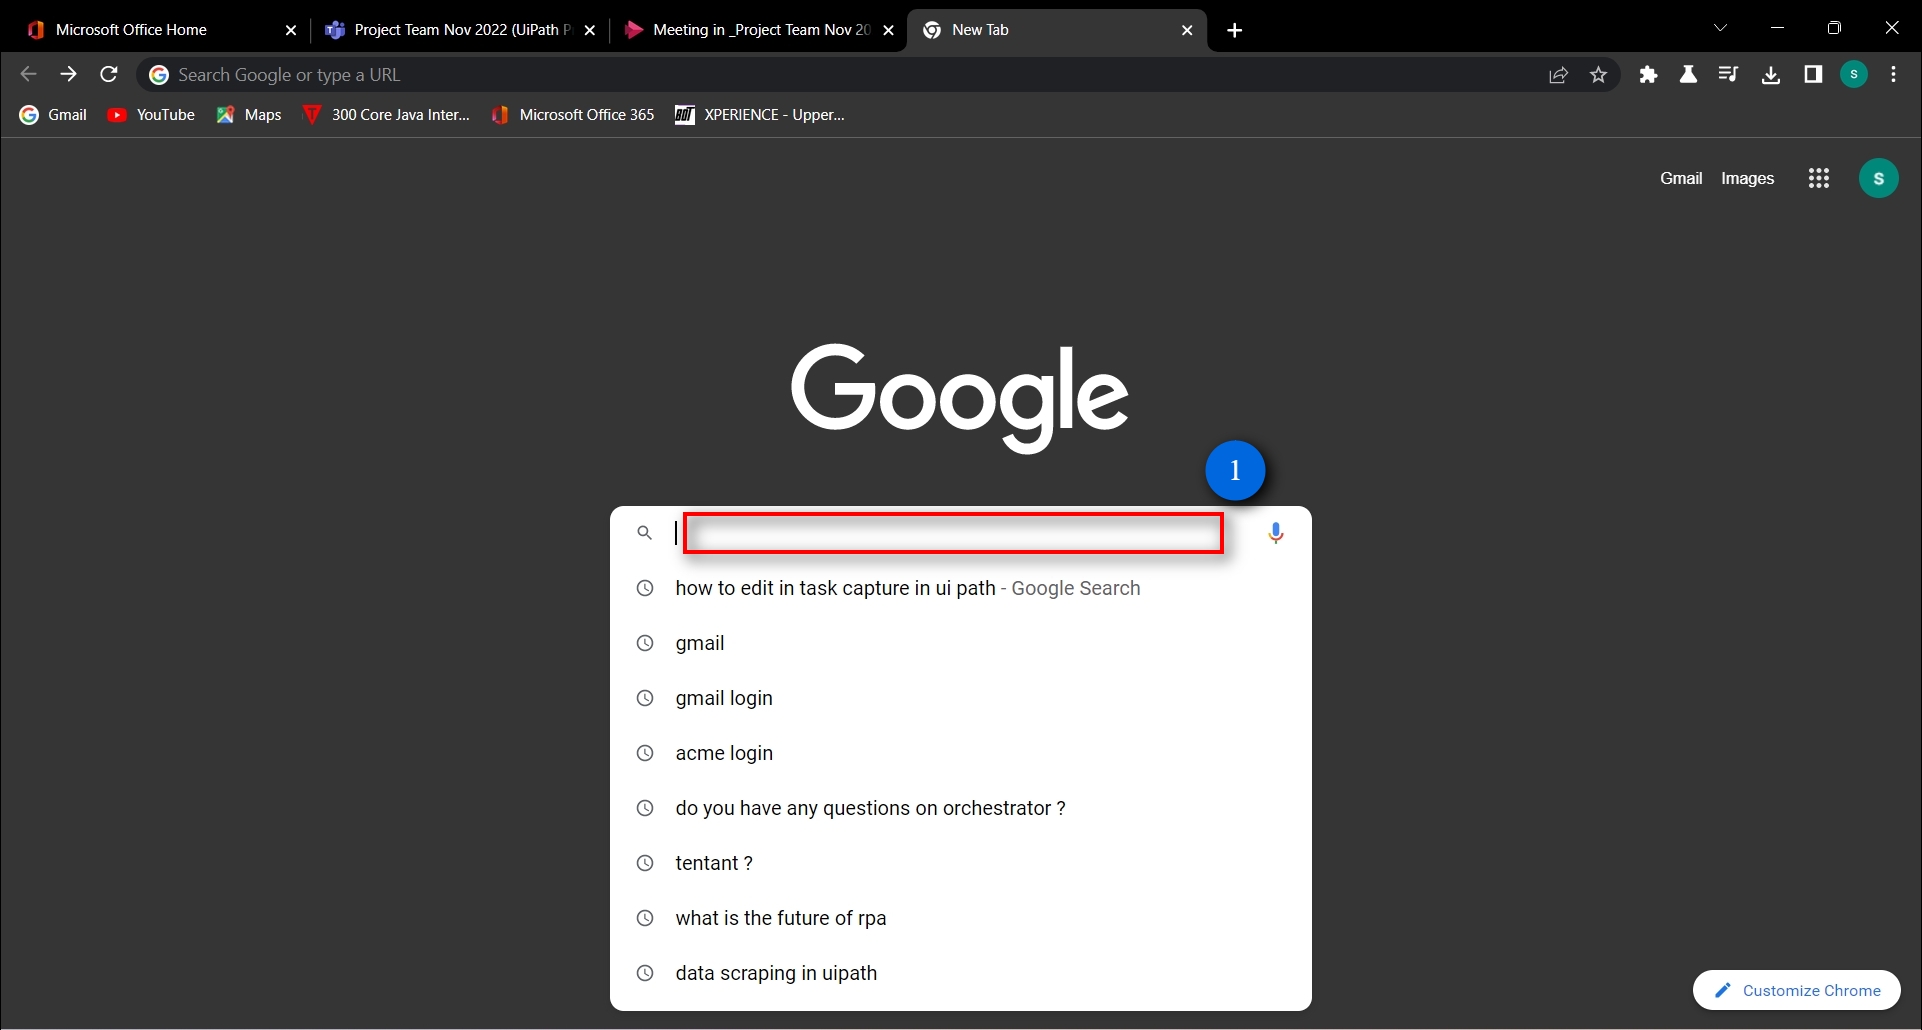 Microsoft Office Home
Project Team Nov 2022 (UiPath P
Meeting in _Project Team Nov 20
New Tab
Search Google or type a URL
S
Gmail
YouTube
Maps
300 Core Java Inter...
Microsoft Office 365
BOT
XPERIENCE - Upper...
Gmail
Images
S
Google
1
how to edit in task capture in ui path - Google Search
gmail
gmail login
acme login
do you have any questions on orchestrator ?
tentant ?
what is the future of rpa
data scraping in uipath
Customize Chrome